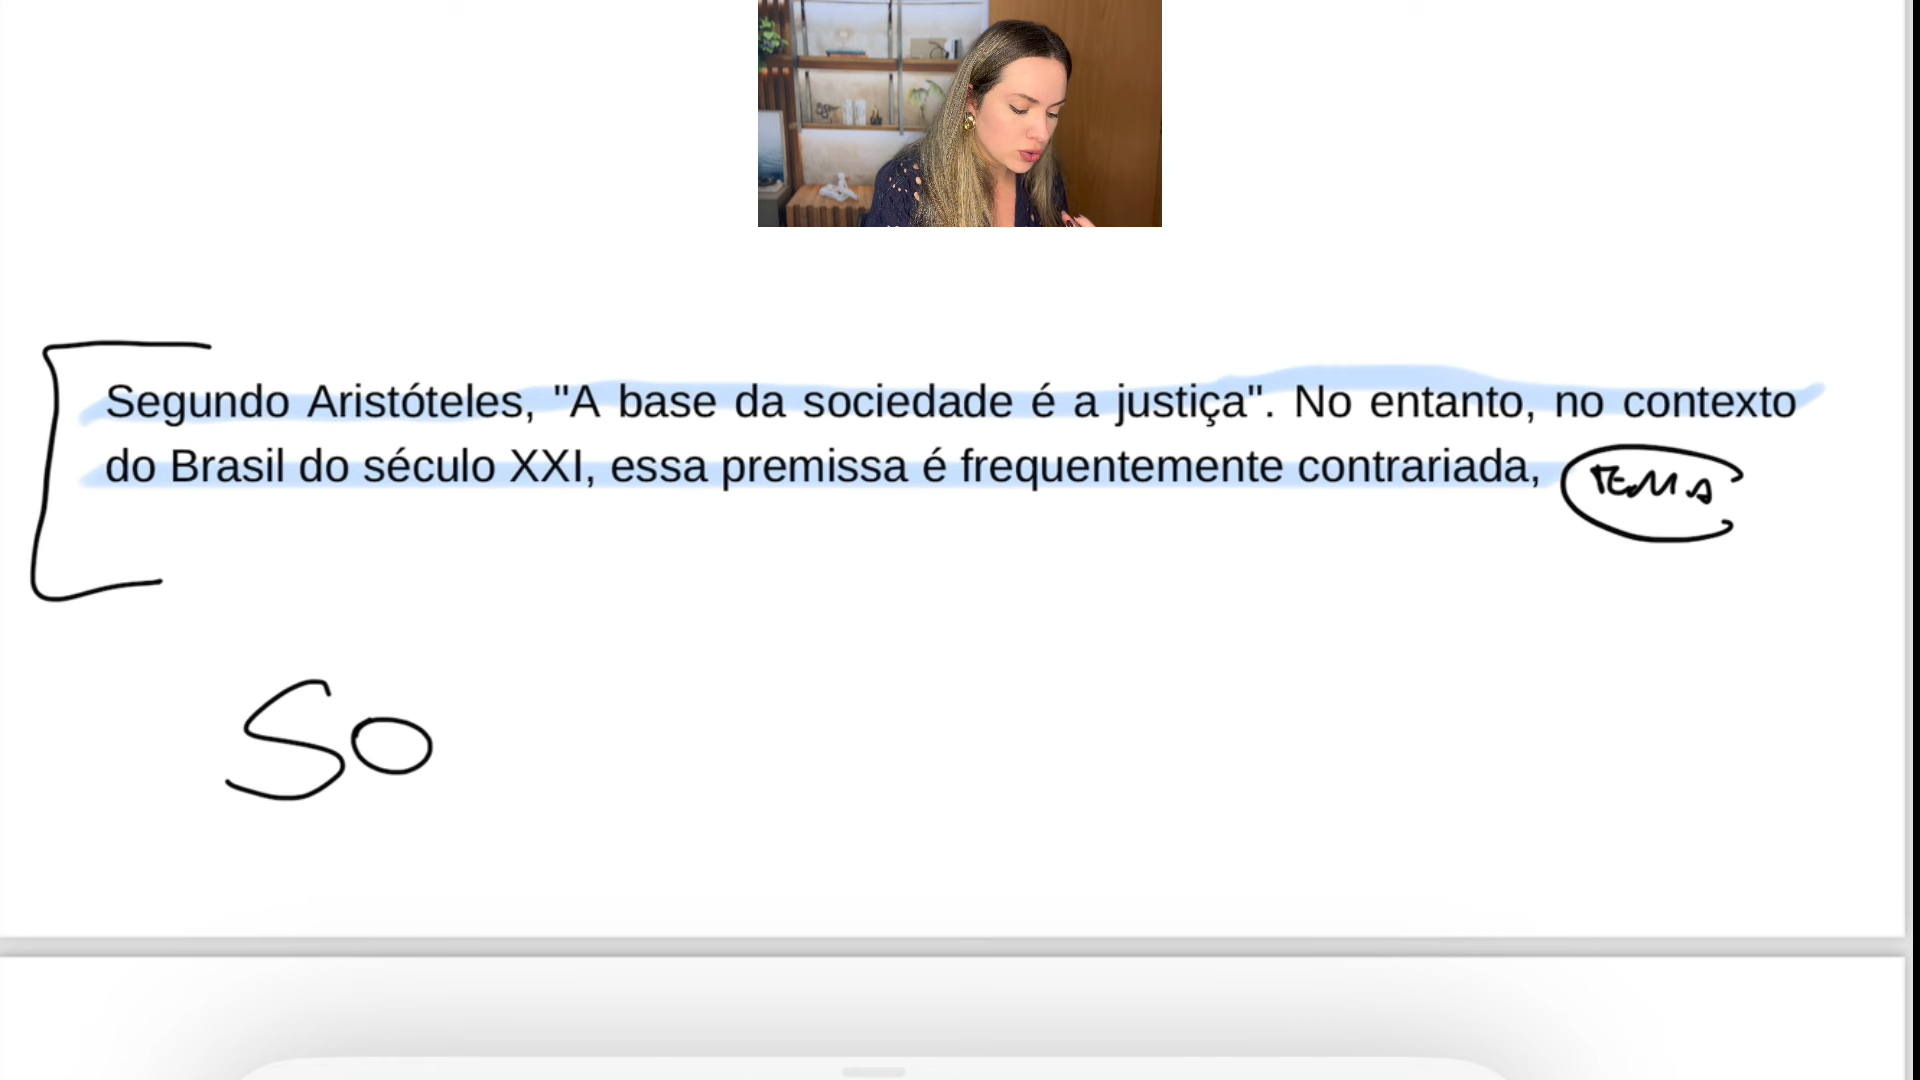 Segundo Aristóteles, "A base da sociedade é a justiça". No entanto, no contexto
do Brasil do século XXI, essa premissa é frequentemente contrariada, TEMA
SO